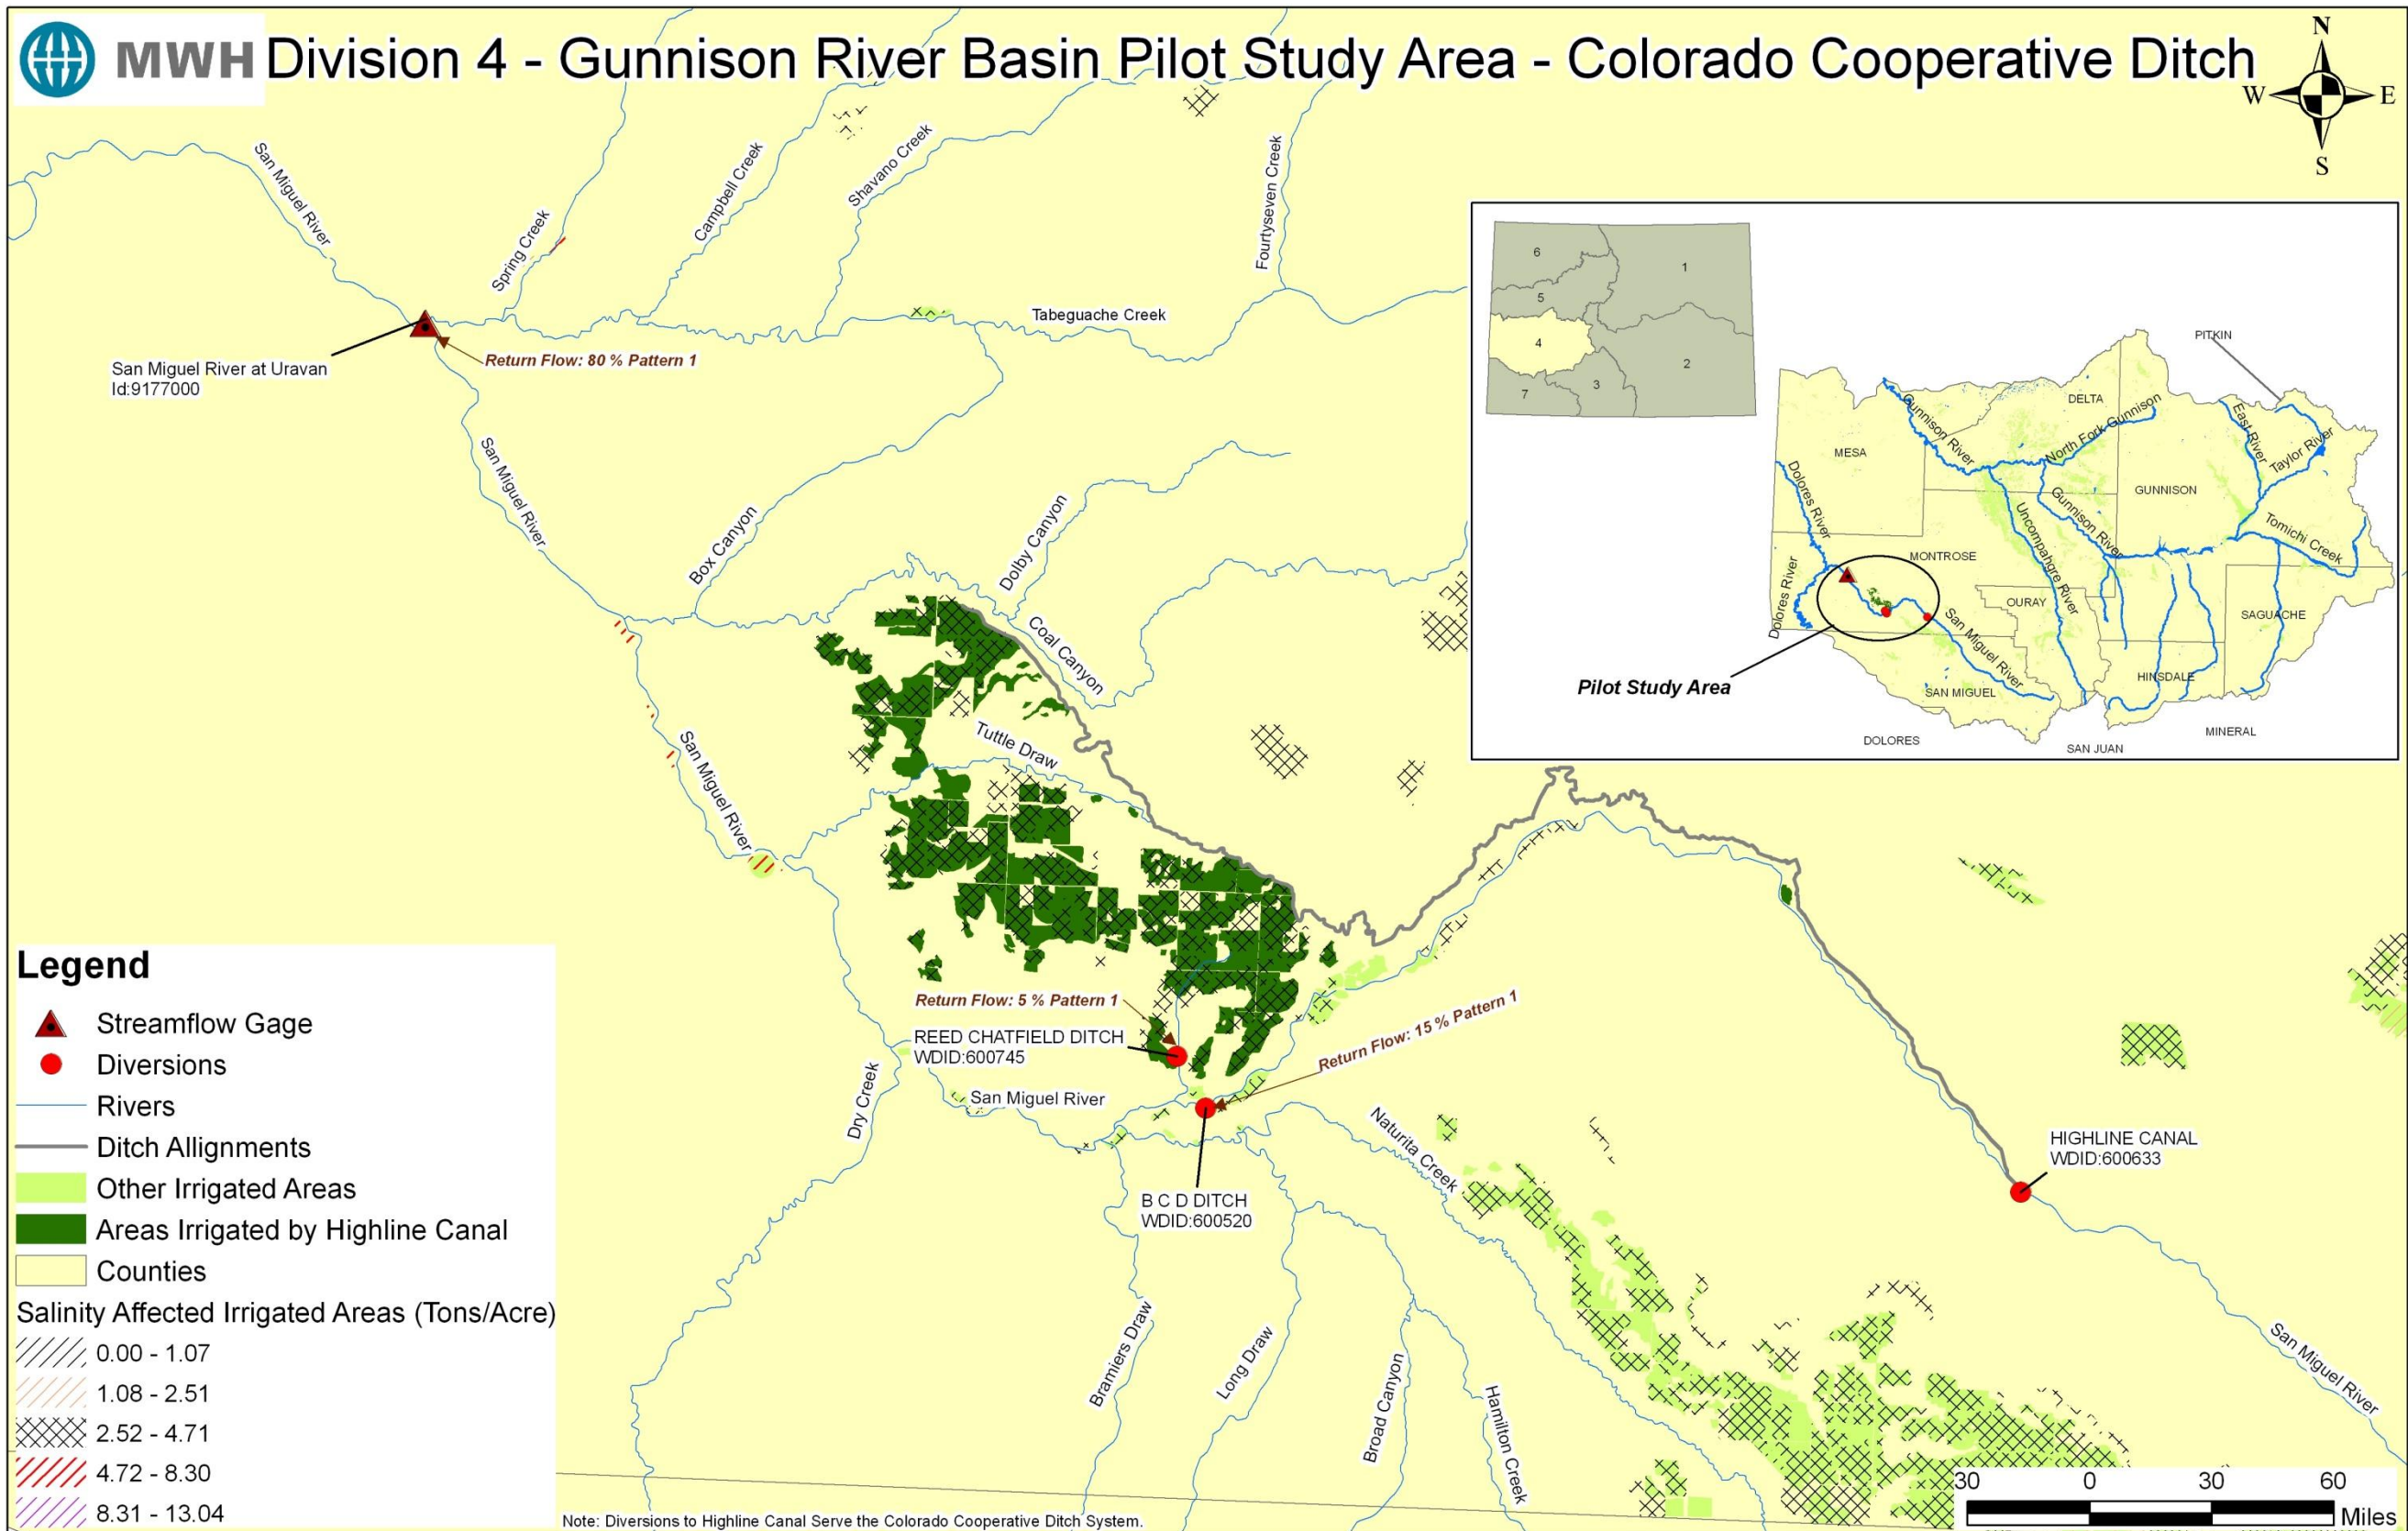 MWH Division 4 - Gunnison River Basin Pilot Study Area - Colorado Cooperative Ditch
N
W
E
S
San Miguel River
Spring Creek
Campbell Creek
Shavano Creek
Fourtyseven Creek
Tabeguache Creek
San Miguel River at Uravan
Id:9177000
Return Flow: 80 % Pattern 1
San Miguel River
Box Canyon
Dolby Canyon
Coal Canyon
Tuttle Draw
San Miguel River
6
1
5
4
2
3
7
PITKIN
DELTA
Gunnison River
North Fork Gunnison
East River
Taylor River
MESA
Dolores River
GUNNISON
Gunnison River
Uncompahgre River
Tomichi Creek
MONTROSE
Dolores River
OURAY
SAGUACHE
San Miguel River
HINSDALE
SAN MIGUEL
Pilot Study Area
MINERAL
DOLORES
SAN JUAN
Return Flow: 5 % Pattern 1
REED CHATFIELD DITCH
WDID:600745
Return Flow: 15 % Pattern 1
San Miguel River
Dry Creek
Naturita Creek
HIGHLINE CANAL
WDID:600633
B C D DITCH
WDID:600520
Bramiers Draw
Long Draw
Broad Canyon
Hamilton Creek
San Miguel River
Legend
Streamflow Gage
Diversions
Rivers
Ditch Allignments
Other Irrigated Areas
Areas Irrigated by Highline Canal
Counties
Salinity Affected Irrigated Areas (Tons/Acre)
0.00 - 1.07
1.08 - 2.51
2.52 - 4.71
4.72 - 8.30
8.31 - 13.04
Note: Diversions to Highline Canal Serve the Colorado Cooperative Ditch System.
30 0 30 60
Miles